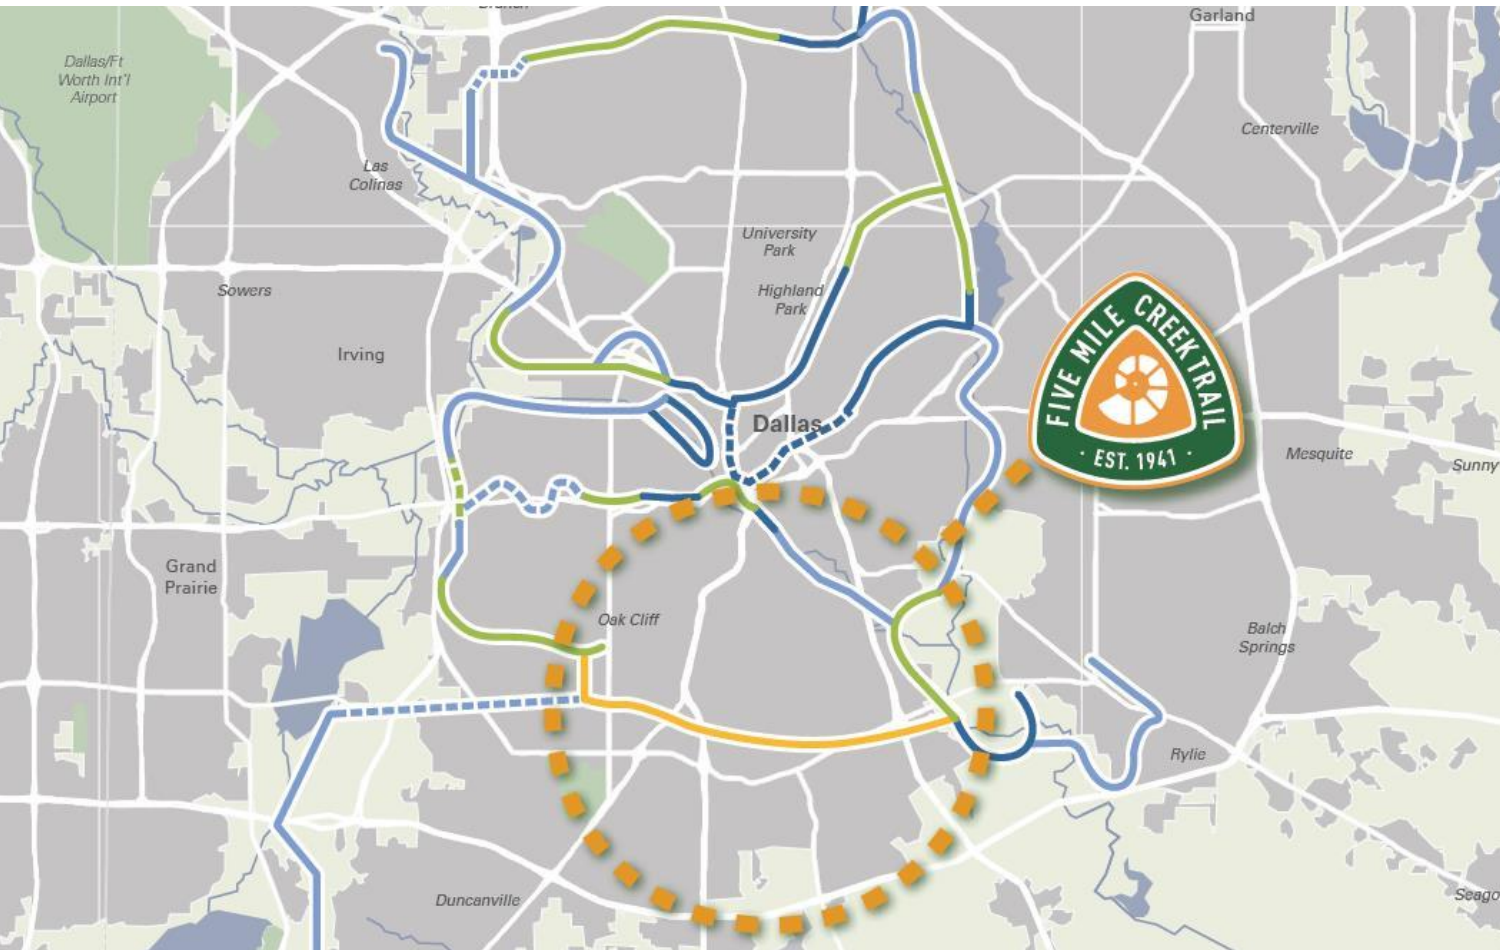 Garland
Dallas/Ft
Worth Int'l
Airport
Centerville
Las
Colinas
University
Park
Sowers
Highland
Park
Irving
FIVE MILE CREEK TRAIL
· EST. 1941 ·
Dallas
Mesquite
Sunny
Grand
Prairie
Oak Cliff
Balch
Springs
Rylie
Duncanville
Seago